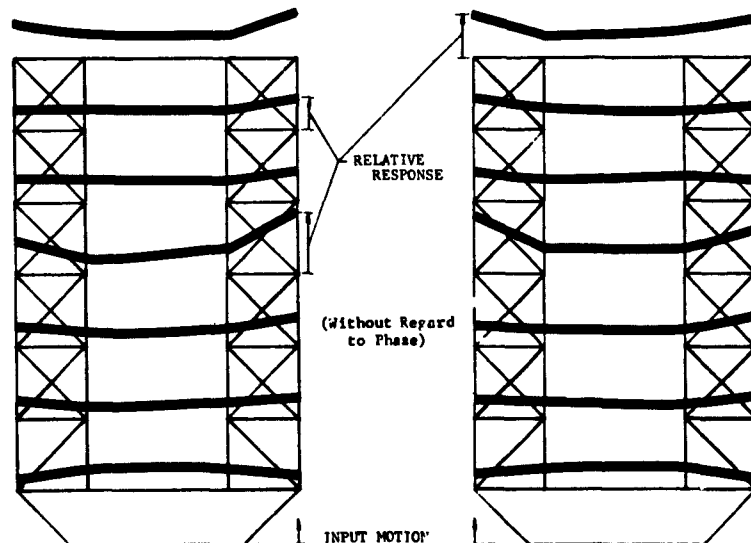 RELATIVE
RESPONSE
(Without Regard
to Phase)
INPUT MOTION